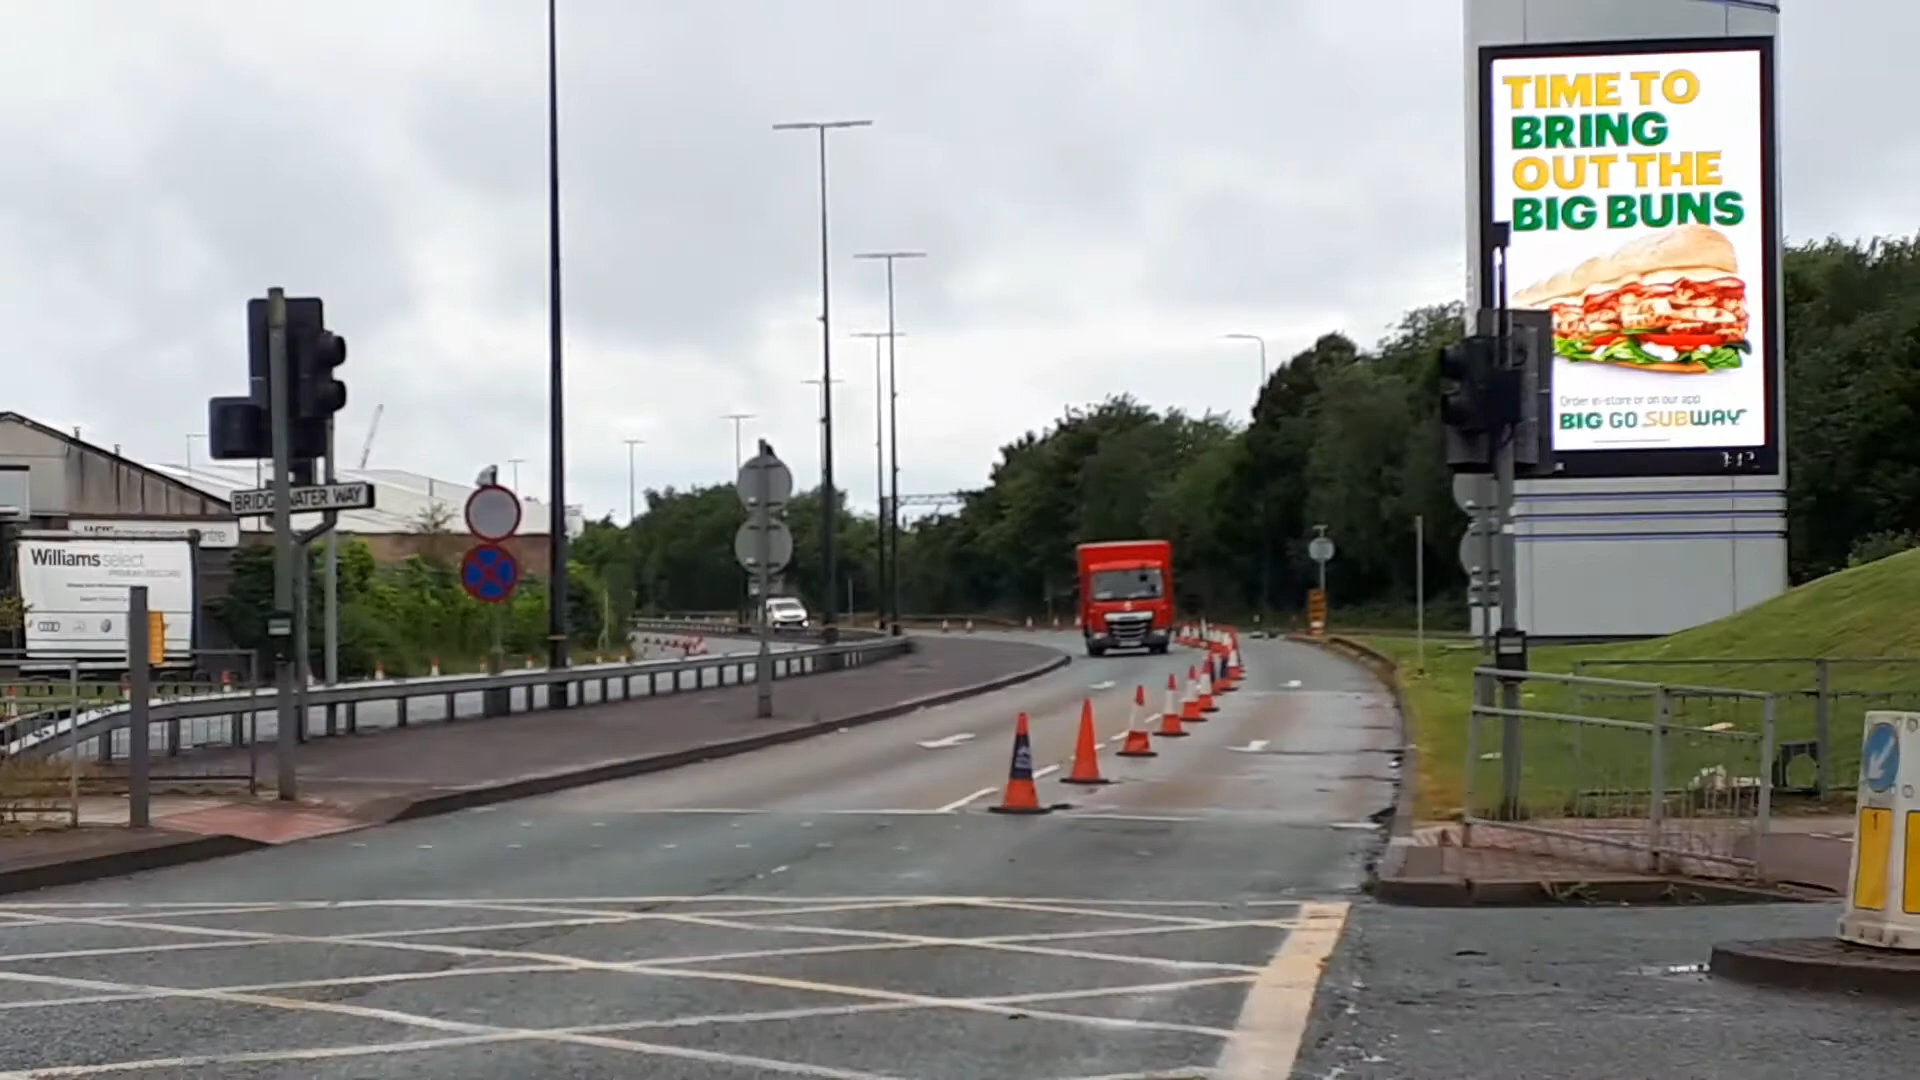 TIME TO
BRING
OUT THE
BIG BUNS
Order in-store or on our app
BIG GO SUBWAY
BRIDGEWATER WAY
Williams select